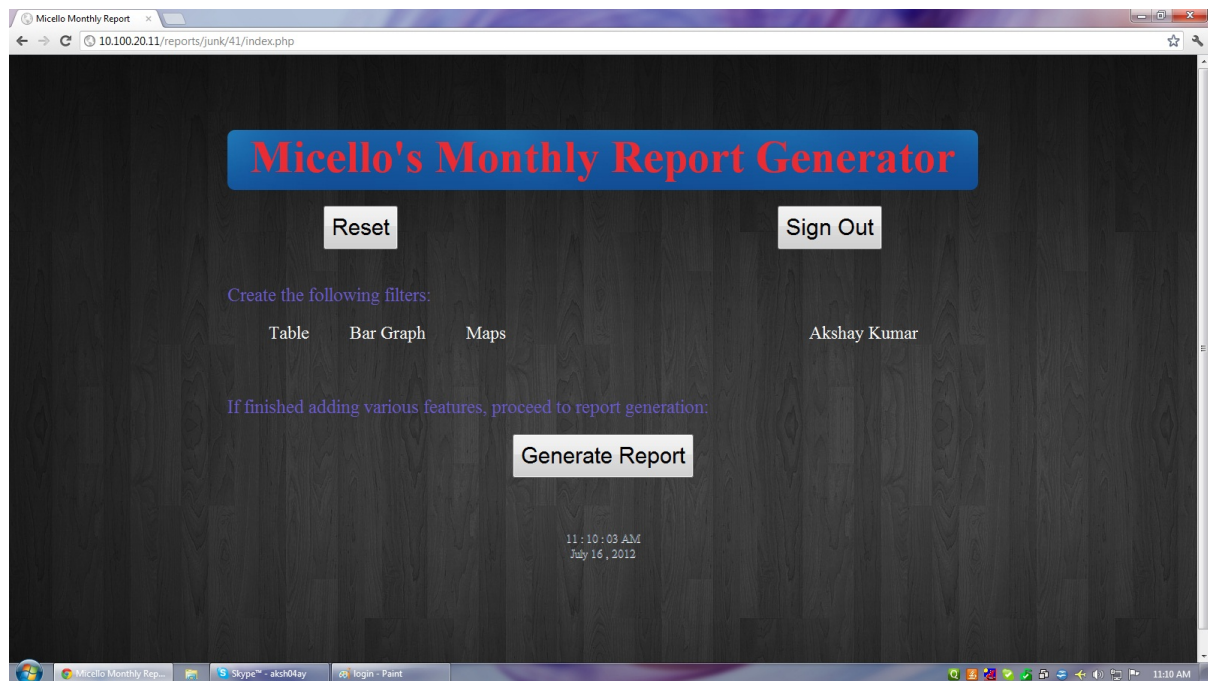 Micello Monthly Report
10.100.20.11/reports/junk/41/index.php
Micello's Monthly Report Generator
Reset Sign Out
Create the following filters:
Table Bar Graph Maps Akshay Kumar
If finished adding various features, proceed to report generation:
Generate Report
11 : 10 : 03 AM
July 16 , 2012
Micello Monthly Rep... Skype™ - aksh04ay login - Paint 11:10 AM